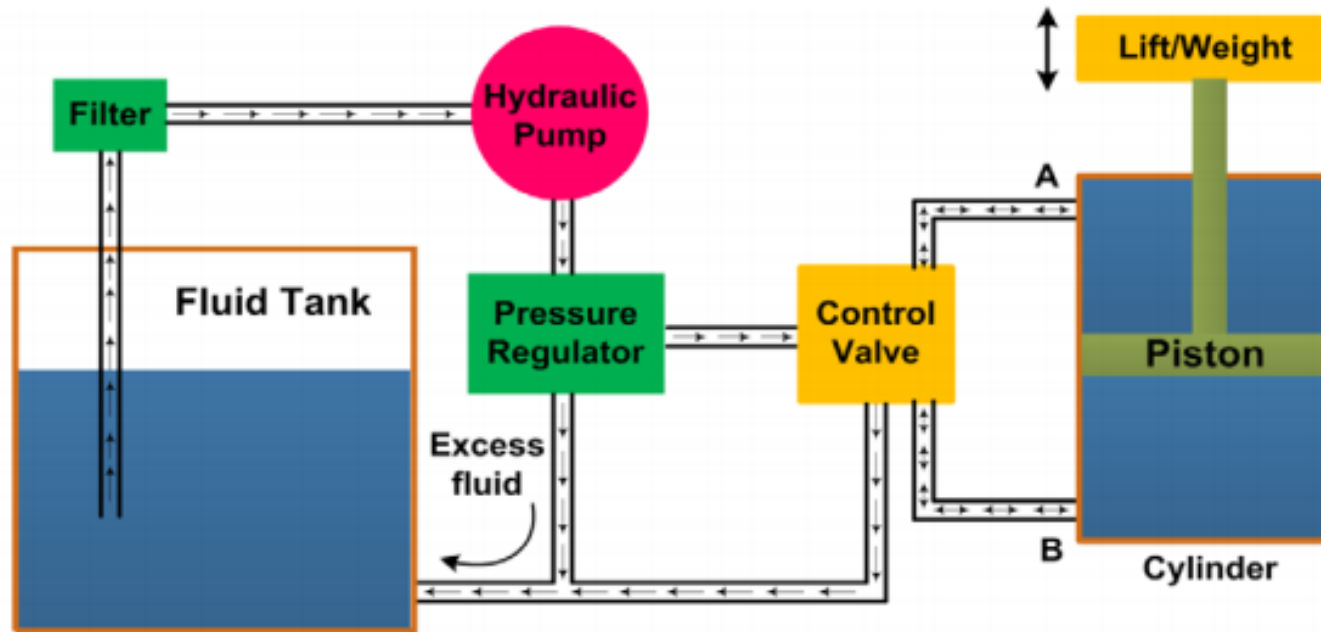 Filter
Hydraulic
Pump
Lift/Weight
A
Fluid Tank
Pressure
Regulator
Control
Valve
Piston
Excess
fluid
B
Cylinder